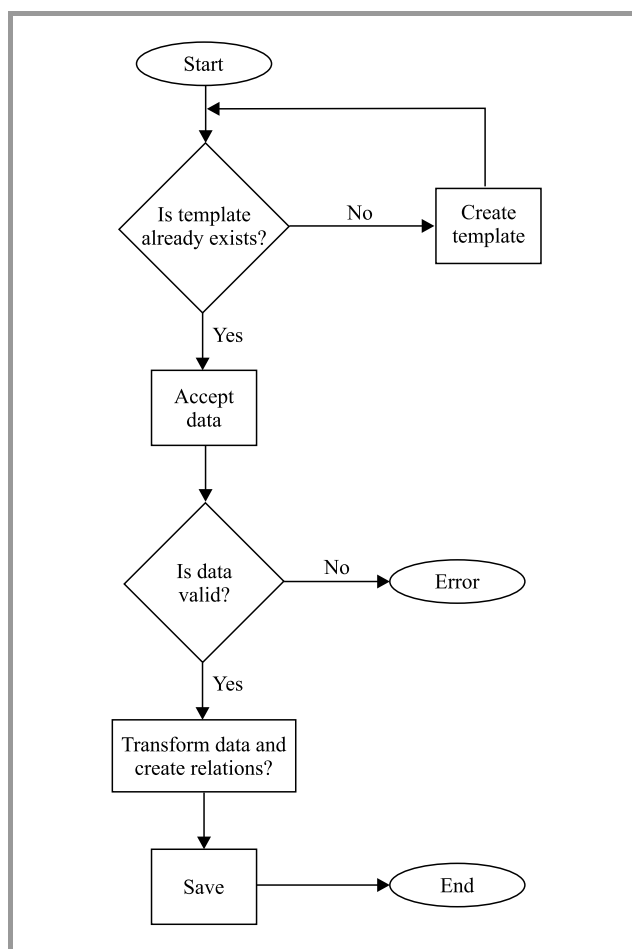 Start
Is template
already exists?
No
Create
template
Yes
Accept
data
Is data
valid?
No
Error
Yes
Transform data and
create relations?
Save
End